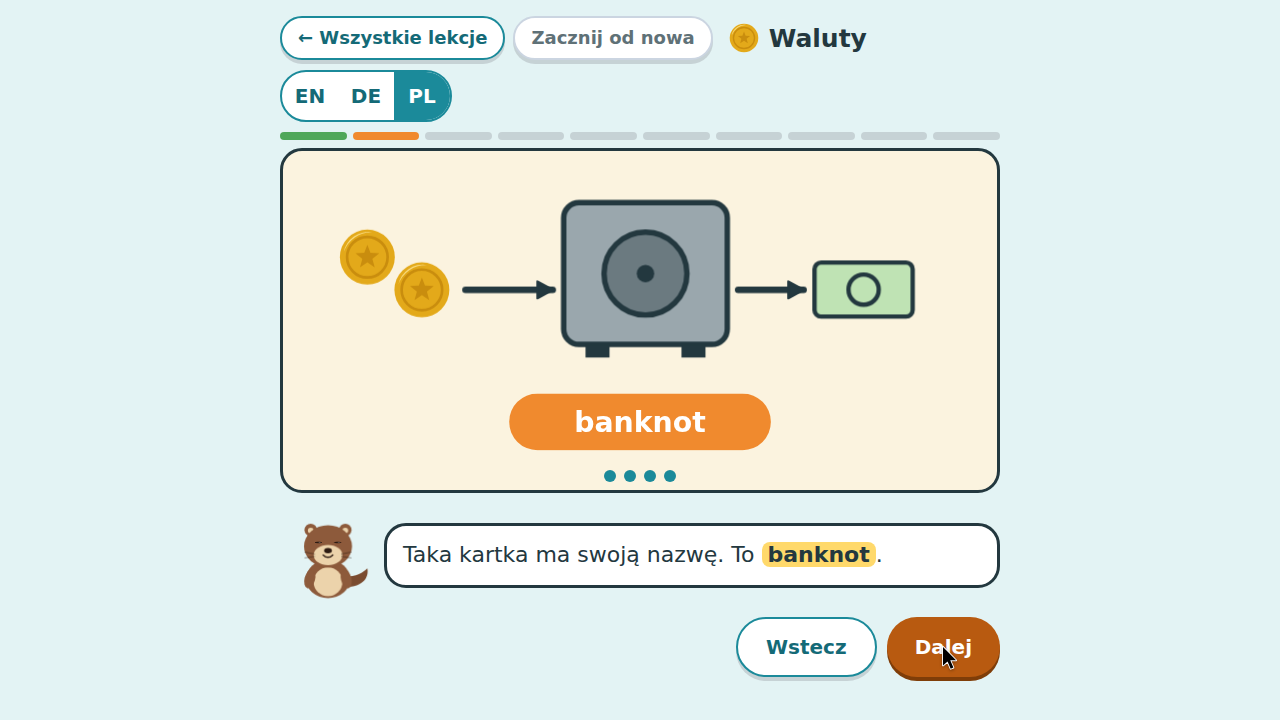 ← Wszystkie lekcje
Zacznij od nowa
Waluty
EN DE PL
banknot
Taka kartka ma swoją nazwę. To banknot.
Wstecz
Dalej